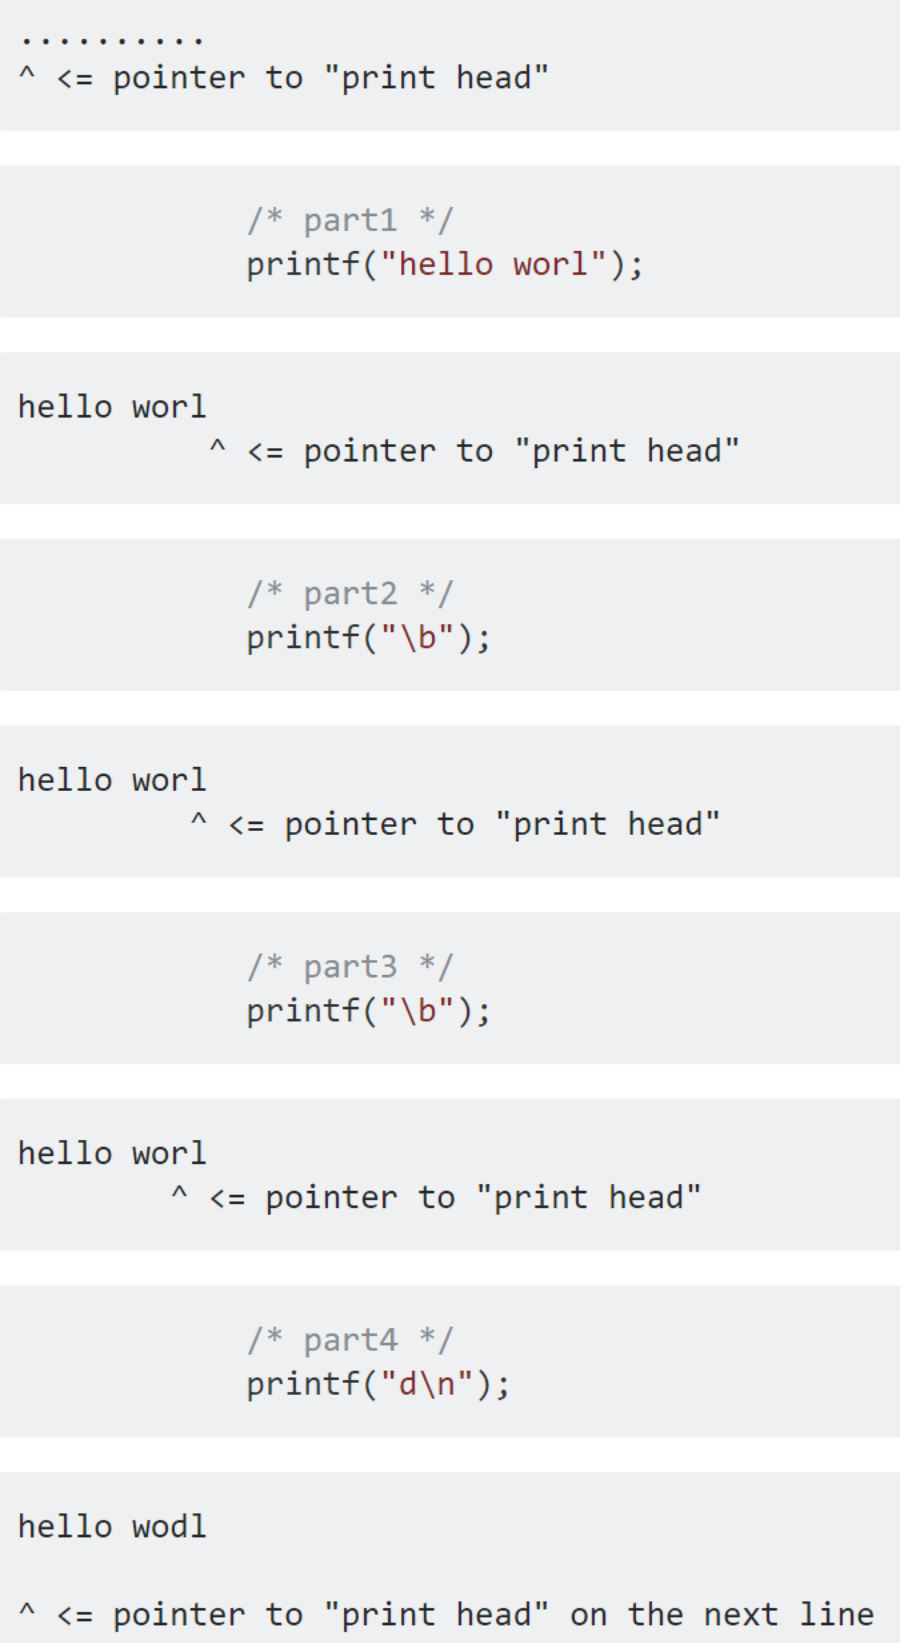 ..........
^ <= pointer to "print head"
/* part1 */
printf("hello worl");
hello worl
^ <= pointer to "print head"
/* part2 */
printf("\b");
hello worl
^ <= pointer to "print head"
/* part3 */
printf("\b");
hello worl
^ <= pointer to "print head"
/* part4 */
printf("d\n");
hello wodl
^ <= pointer to "print head" on the next line